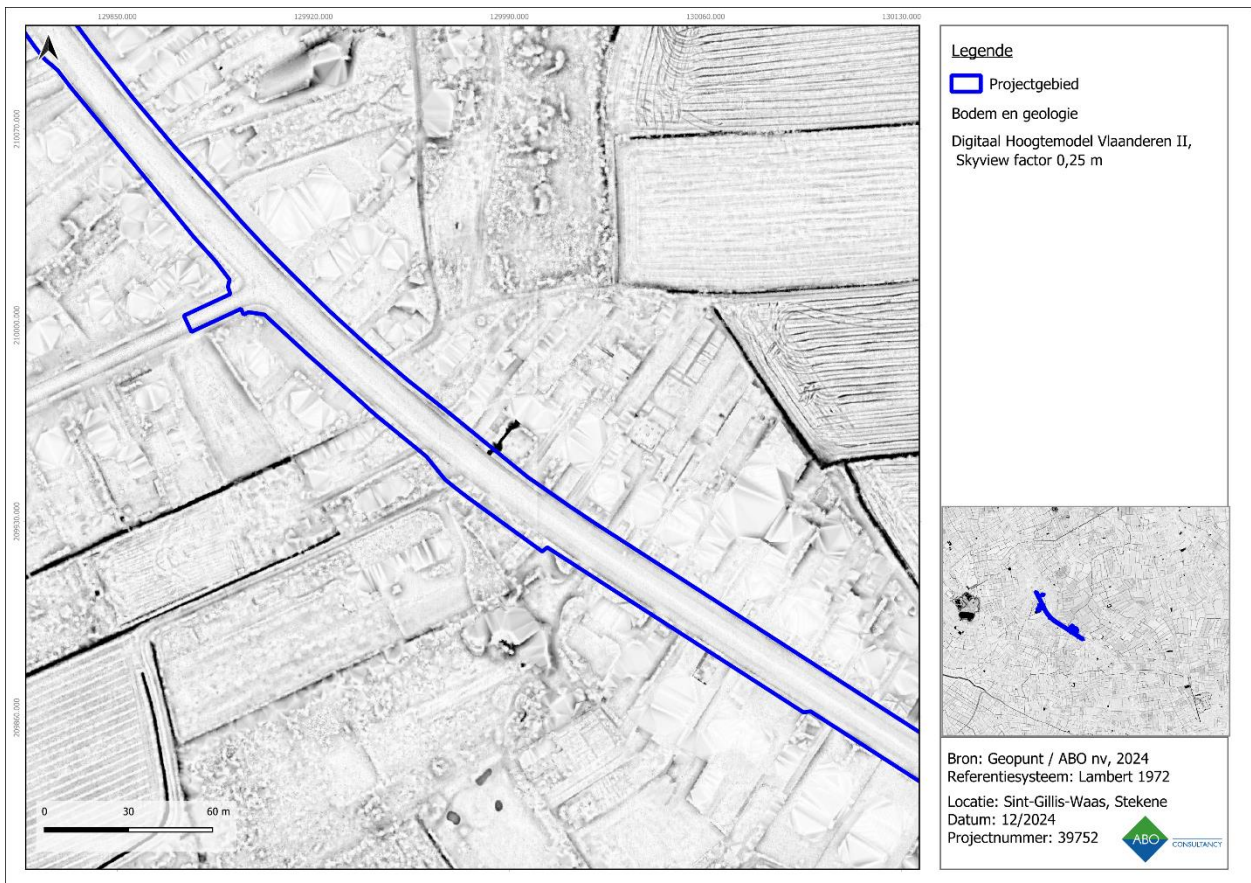 129850.000 129920.000 129990.000 130060.000 130130.000
210070.000
210000.000
209930.000
209860.000
0 30 60 m
Legende
Projectgebied
Bodem en geologie
Digitaal Hoogtemodel Vlaanderen II,
Skyview factor 0,25 m
Bron: Geopunt / ABO nv, 2024
Referentiesysteem: Lambert 1972
Locatie: Sint-Gillis-Waas, Stekene
Datum: 12/2024
Projectnummer: 39752
ABO CONSULTANCY